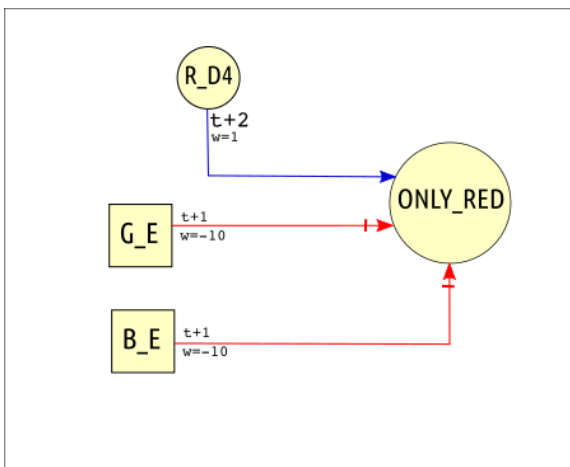 R_D4
t+2
w=1
ONLY_RED
t+1
G_E
w=-10
t+1
B_E
w=-10